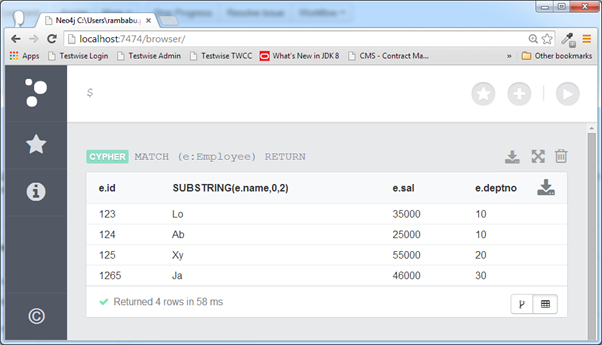 Neo4j C:\Users\rambabu.
localhost:7474/browser/
Apps Testwise Login Testwise Admin Testwise TWCC What's New in JDK 8 CMS - Contract Ma... » Other bookmarks
$
CYPHER MATCH (e:Employee) RETURN
e.id SUBSTRING(e.name,0,2) e.sal e.deptno
123 Lo 35000 10
124 Ab 25000 10
125 Xy 55000 20
1265 Ja 46000 30
Returned 4 rows in 58 ms
©